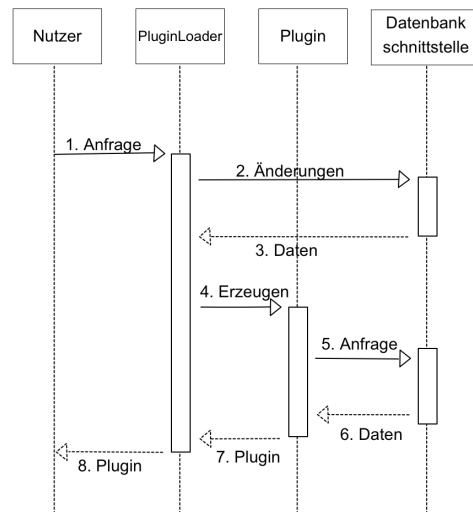 Nutzer
PluginLoader
Plugin
Datenbank
schnittstelle
1. Anfrage
2. Änderungen
3. Daten
4. Erzeugen
5. Anfrage
6. Daten
7. Plugin
8. Plugin